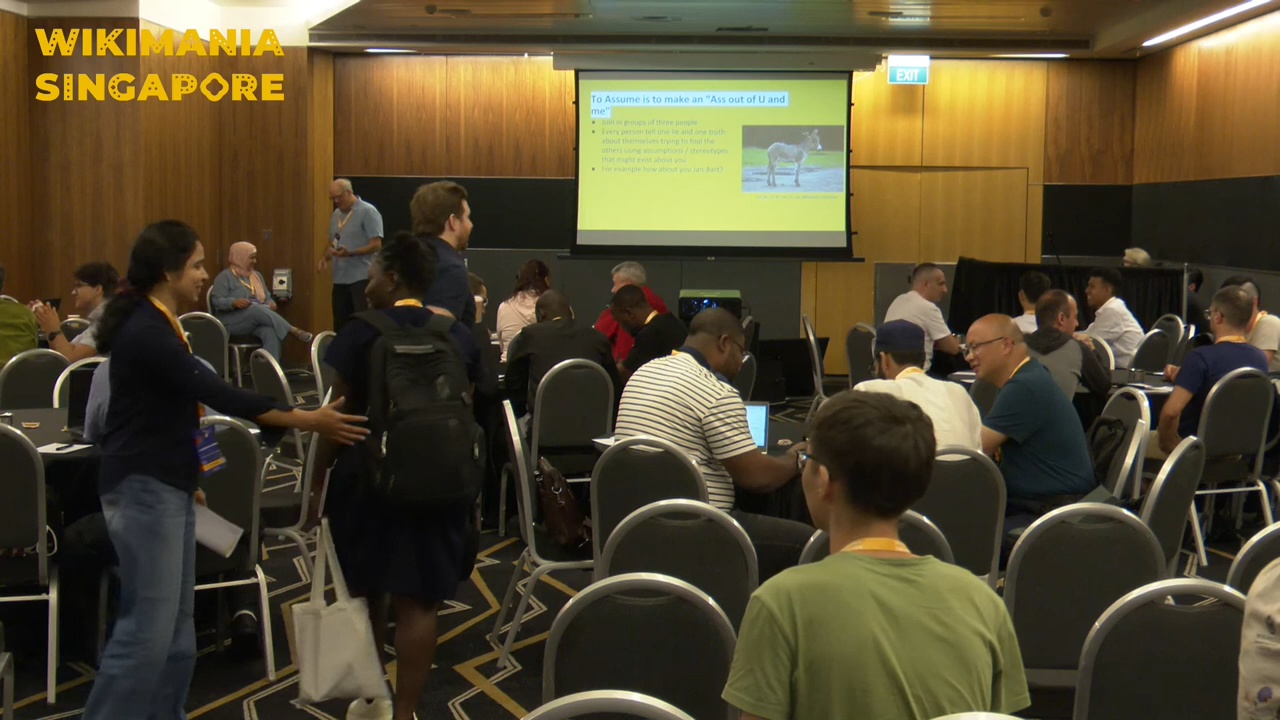 WIKIMANIA
SINGAPORE
EXIT
To Assume is to make an "Ass out of U and
me"
Join in groups of three people
Every person tell one lie and one truth
about themselves trying to fool the
others using assumptions / stereotypes
that might exist about you
For example how about you Jan-Bart?